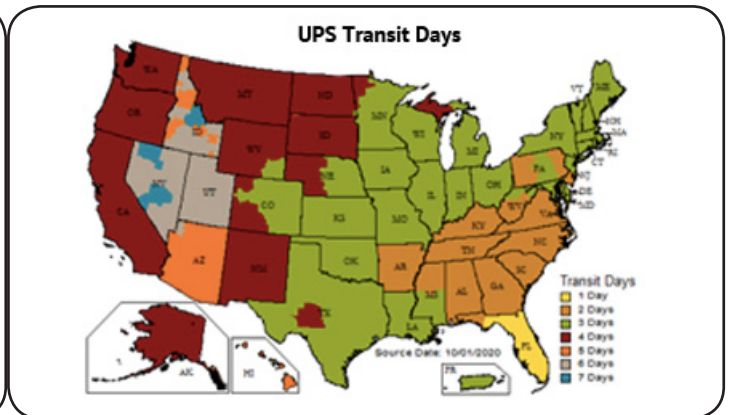 UPS Transit Days
WA
MT
ND
OR
ID
SD
WY
MN
WI
MI
VT
ME
NH
MA
NY
RI
CT
NJ
PA
DE
MD
NE
IA
NV
UT
CO
IL
IN
OH
WV
VA
CA
KS
MO
KY
AZ
NM
OK
AR
TN
NC
SC
MS
AL
GA
TX
LA
FL
AK
HI
PR
Source Date: 10/01/2020
Transit Days
1 Day
2 Days
3 Days
4 Days
5 Days
6 Days
7 Days